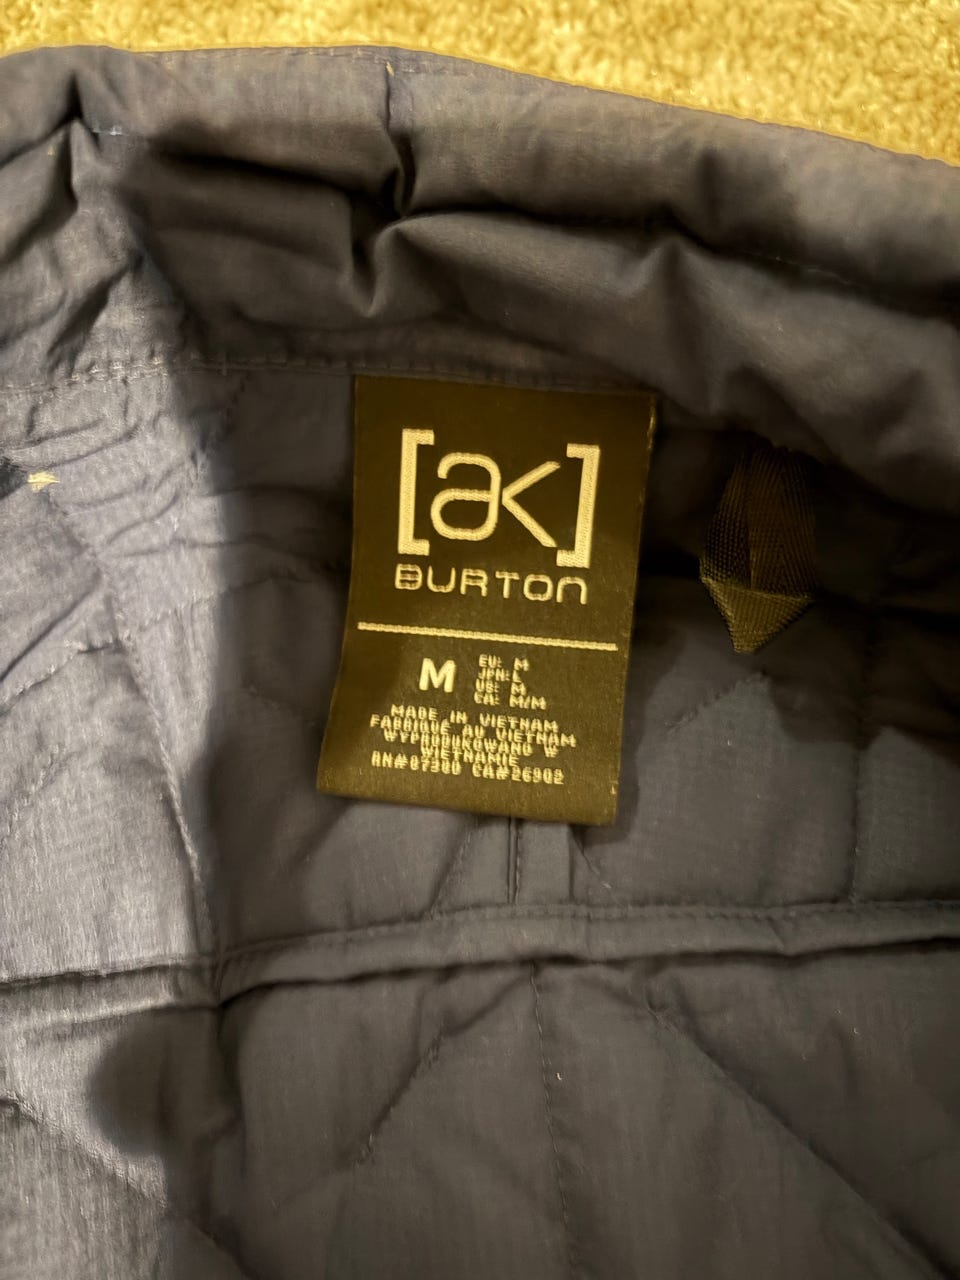 [ak]
BURTON
M
EU: M
JPN: L
US: M
CA: M/M
MADE IN VIETNAM
FABRIQUÉ AU VIETNAM
WYPRODUKOWANO W
WIETNAMIE
RN#87380 CA#26902